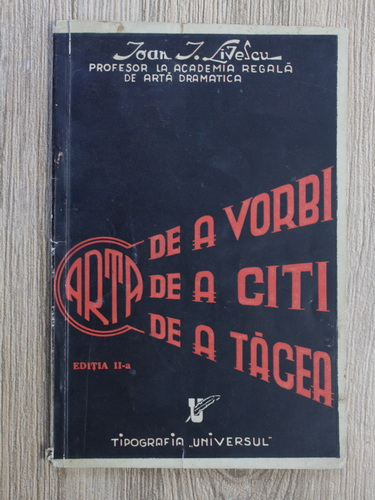 Ioan I. Livescu
PROFESOR LA ACADEMIA REGALĂ
DE ARTĂ DRAMATICA
ARTA
DE A VORBI
DE A CITI
DE A TĂCEA
EDIȚIA II-a
U
TIPOGRAFIA „UNIVERSUL"